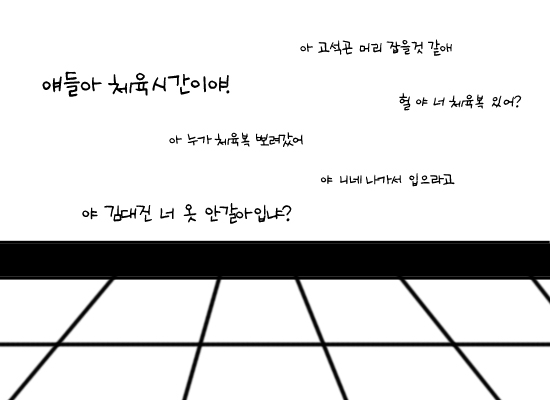 아 고석곤 머리 잡을것 같애
얘들아 체육시간이야!
헐 야 너 체육복 있어?
아 누가 체육복 뽀려갔어
야 니네 나가서 입으라고
야 김대진 너 옷 안갈아입냐?